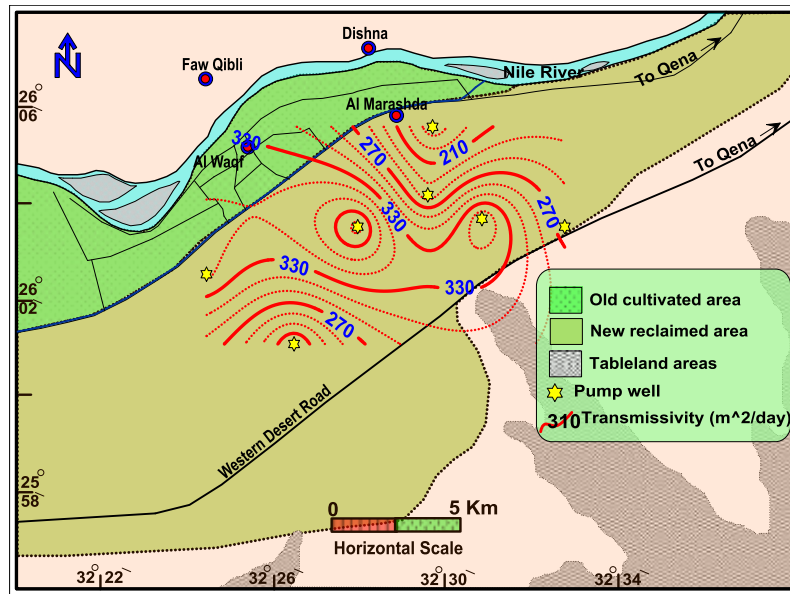 N
Dishna
Faw Qibli
Nile River
To Qena
Al Marashda
26°
06\
330
270
210
Al Waqf
To Qena
330
270
330
330
26°
02\
270
Old cultivated area
New reclaimed area
Tableland areas
Pump well
310 Transmissivity (m^2/day)
Western Desert Road
25°
58\
0 5 Km
Horizontal Scale
32°22\ 32°26\ 32°30\ 32°34\